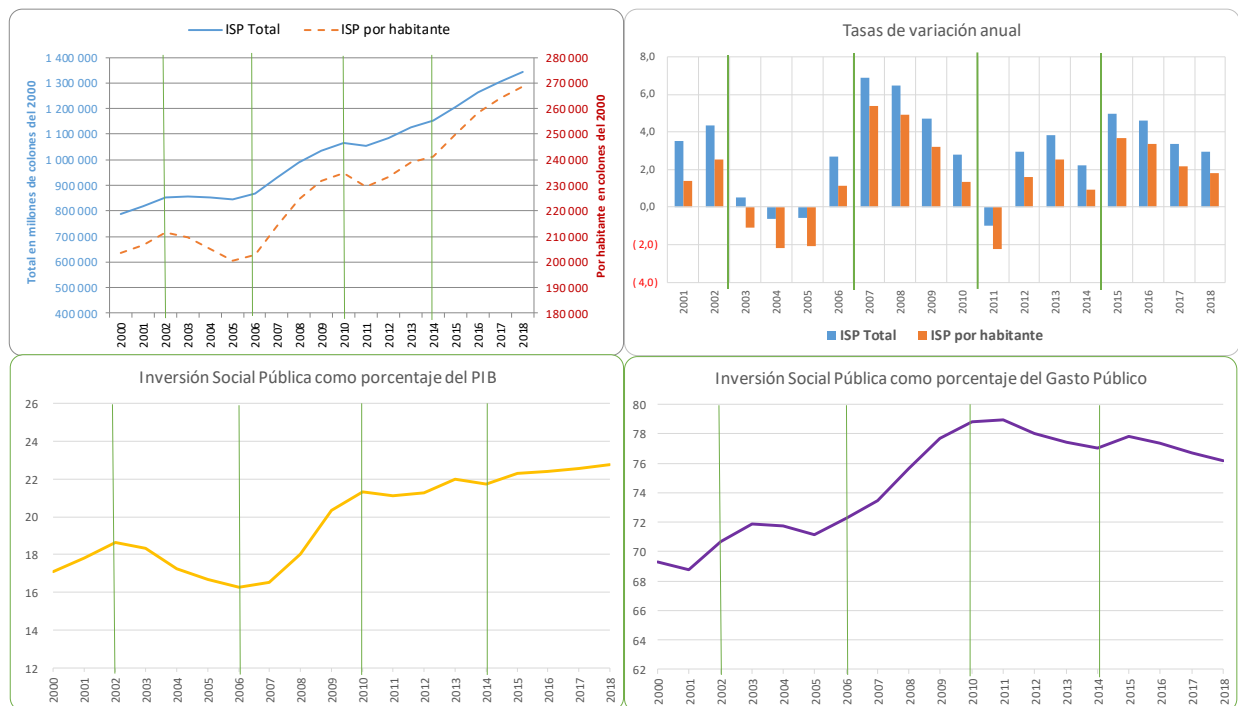 ISP Total ISP por habitante
Total en millones de colones del 2000
1 400 000
1 300 000
1 200 000
1 100 000
1 000 000
900 000
800 000
700 000
600 000
500 000
400 000
280 000
270 000
260 000
250 000
240 000
230 000
220 000
210 000
200 000
190 000
180 000
Por habitante en colones del 2000
2000 2001 2002 2003 2004 2005 2006 2007 2008 2009 2010 2011 2012 2013 2014 2015 2016 2017 2018
Tasas de variación anual
8,0
6,0
4,0
2,0
0,0
( 2,0)
( 4,0)
2001 2002 2003 2004 2005 2006 2007 2008 2009 2010 2011 2012 2013 2014 2015 2016 2017 2018
ISP Total ISP por habitante
Inversión Social Pública como porcentaje del PIB
26
24
22
20
18
16
14
12
2000 2001 2002 2003 2004 2005 2006 2007 2008 2009 2010 2011 2012 2013 2014 2015 2016 2017 2018
Inversión Social Pública como porcentaje del Gasto Público
80
78
76
74
72
70
68
66
64
62
2000 2001 2002 2003 2004 2005 2006 2007 2008 2009 2010 2011 2012 2013 2014 2015 2016 2017 2018